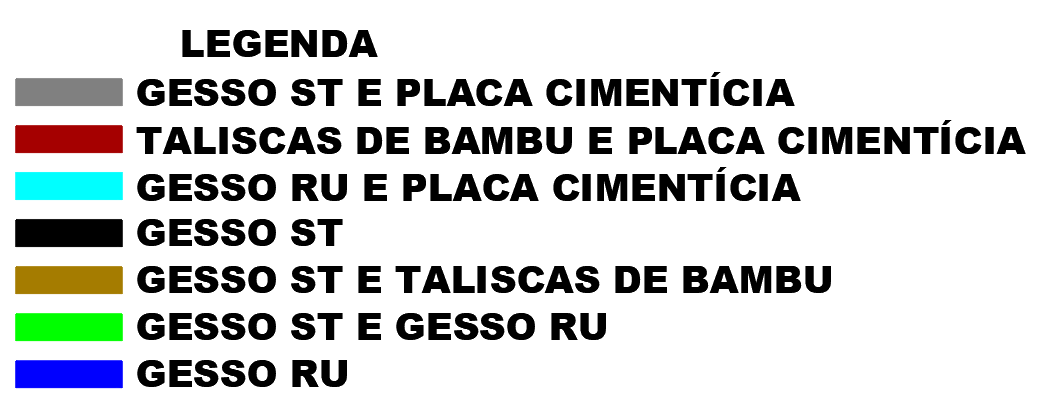 LEGENDA
GESSO ST E PLACA CIMENTÍCIA
TALISCAS DE BAMBU E PLACA CIMENTÍCIA
GESSO RU E PLACA CIMENTÍCIA
GESSO ST
GESSO ST E TALISCAS DE BAMBU
GESSO ST E GESSO RU
GESSO RU